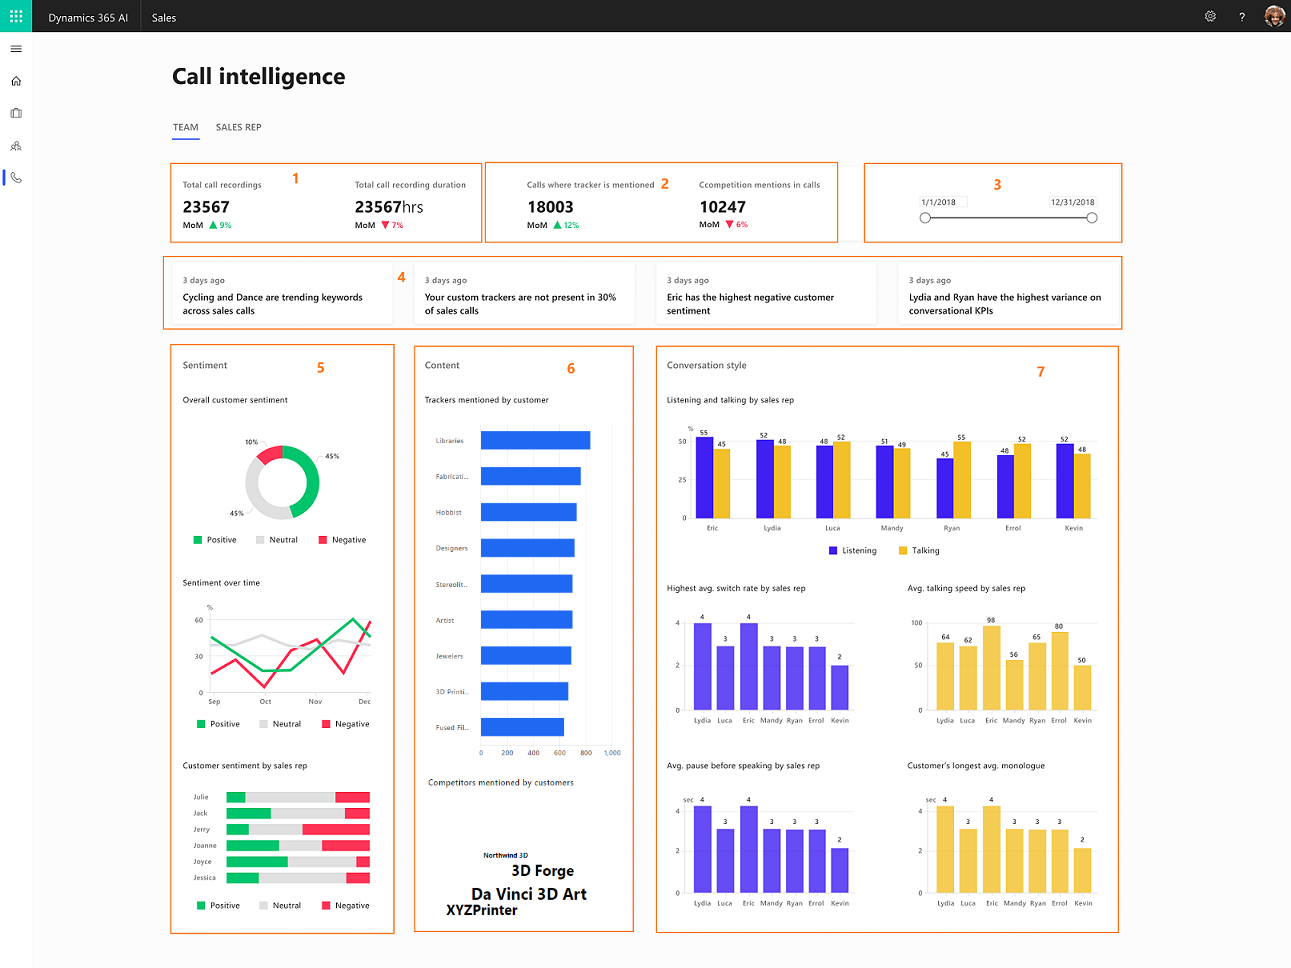 Dynamics 365 AI
Sales
?
Call intelligence
TEAM
SALES REP
1
Total call recordings
Total call recording duration
23567
23567hrs
MoM ▲ 9%
MoM ▼ 7%
2
Calls where tracker is mentioned
Ccompetition mentions in calls
18003
10247
MoM ▲ 12%
MoM ▼ 6%
3
1/1/2018
12/31/2018
4
3 days ago
Cycling and Dance are trending keywords
across sales calls
3 days ago
Your custom trackers are not present in 30%
of sales calls
3 days ago
Eric has the highest negative customer
sentiment
3 days ago
Lydia and Ryan have the highest variance on
conversational KPIs
Sentiment
5
Overall customer sentiment
10%
45%
45%
Positive Neutral Negative
Sentiment over time
%
60
30
0
Sep Oct Nov Dec
Positive Neutral Negative
Customer sentiment by sales rep
Julie
Jack
Jerry
Joanne
Joyce
Jessica
Positive Neutral Negative
Content
6
Trackers mentioned by customer
Libraries
Fabricati...
Hobbist
Designers
Stereolit...
Artist
Jewelers
3D Printi...
Fused Fil...
0 200 400 600 800 1,000
Competitors mentioned by customers
Northwind 3D
3D Forge
Da Vinci 3D Art
XYZPrinter
Conversation style
7
Listening and talking by sales rep
%
50
25
0
55 45 52 48 48 52 51 49 45 55 48 52 52 48
Eric Lydia Luca Mandy Ryan Errol Kevin
Listening Talking
Highest avg. switch rate by sales rep
4
2
0
4 3 4 3 3 3 2
Lydia Luca Eric Mandy Ryan Errol Kevin
Avg. talking speed by sales rep
100
50
0
64 62 98 56 65 80 50
Lydia Luca Eric Mandy Ryan Errol Kevin
Avg. pause before speaking by sales rep
sec
4
2
0
4 3 4 3 3 3 2
Lydia Luca Eric Mandy Ryan Errol Kevin
Customer's longest avg. monologue
sec
4
2
0
4 3 4 3 3 3 2
Lydia Luca Eric Mandy Ryan Errol Kevin